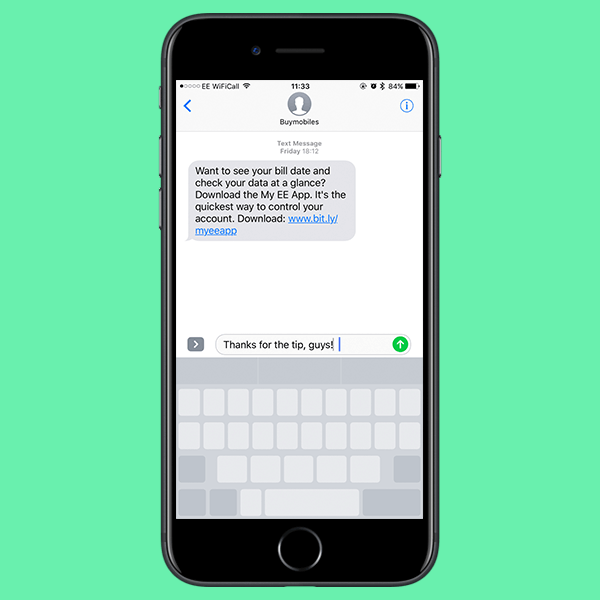 EE WiFiCall 11:33 84%
Buymobiles
Text Message
Friday 18:12
Want to see your bill date and
check your data at a glance?
Download the My EE App. It's the
quickest way to control your
account. Download: www.bit.ly/
myeeapp
Thanks for the tip, guys!